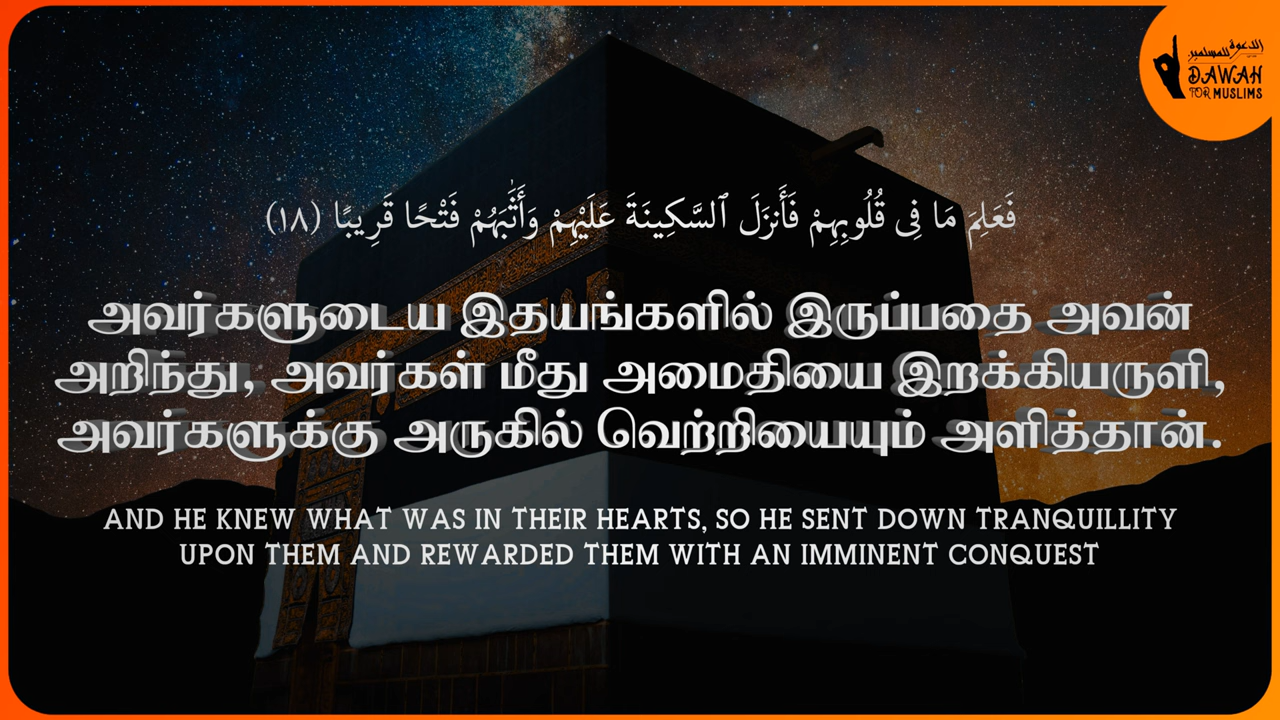 الدعوة للمسلمين
DAWAH
FOR MUSLIMS
فَعَلِمَ مَا فِى قُلُوبِهِمْ فَأَنزَلَ ٱلسَّكِينَةَ عَلَيْهِمْ وَأَثَٰبَهُمْ فَتْحًا قَرِيبًا (١٨)
அவர்களுடைய இதயங்களில் இருப்பதை அவன்
அறிந்து, அவர்கள் மீது அமைதியை இறக்கியருளி,
அவர்களுக்கு அருகில் வெற்றியையும் அளித்தான்.
AND HE KNEW WHAT WAS IN THEIR HEARTS, SO HE SENT DOWN TRANQUILLITY
UPON THEM AND REWARDED THEM WITH AN IMMINENT CONQUEST